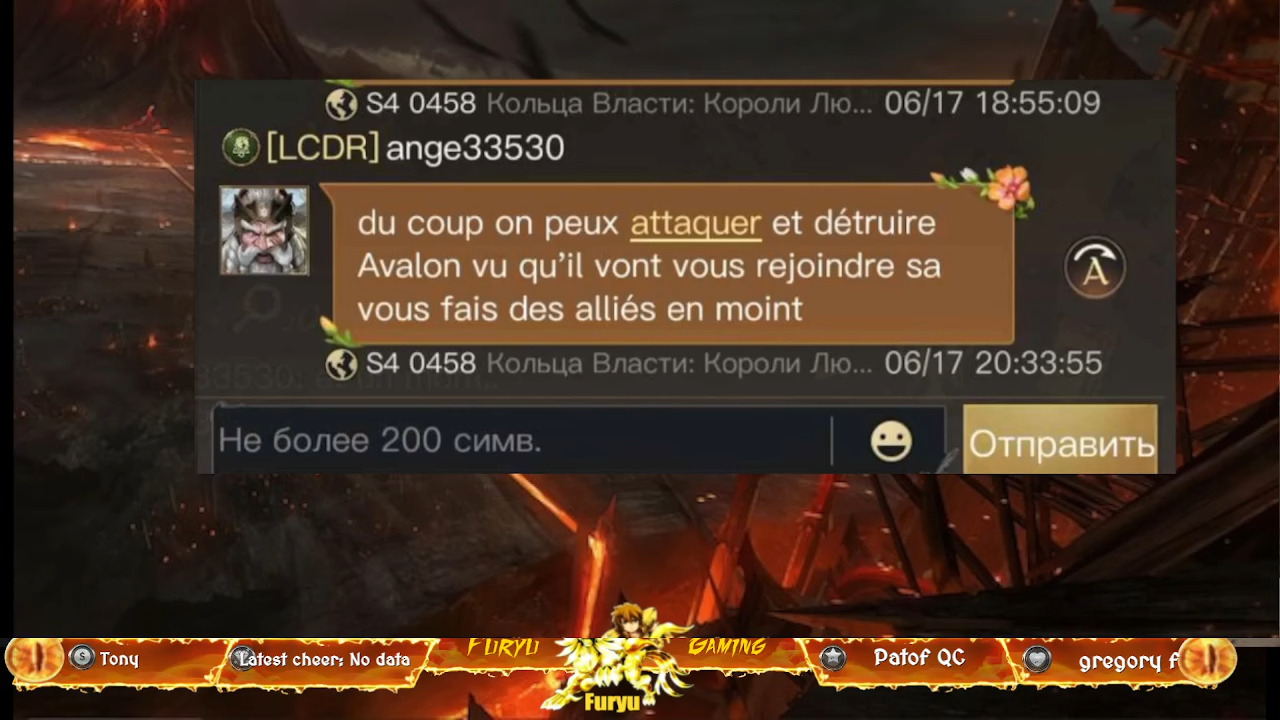 S4 0458 Кольца Власти: Короли Лю... 06/17 18:55:09
[LCDR] ange33530
du coup on peux attaquer et détruire
Avalon vu qu'il vont vous rejoindre sa
vous fais des alliés en moint
A
S4 0458 Кольца Власти: Короли Лю... 06/17 20:33:55
Не более 200 симв.
Отправить
FURYU GAMING
Tony
Latest cheer: No data
Patof QC
gregory f
Furyu